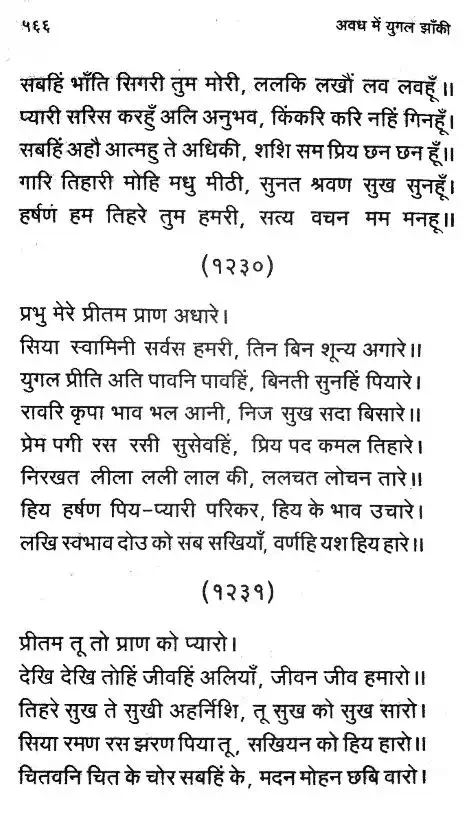 ५६६
अवध में युगल झाँकी
सबहिं भाँति सिगरी तुम मोरी, ललकि लखौं लव लवहूँ॥
प्यारी सरिस करहुँ अलि अनुभव, किंकरि करि नहिं गिनहूँ।
सबहिं अहौ आत्महु ते अधिकी, शशि सम प्रिय छन छन हूँ॥
गारि तिहारी मोहि मधु मीठी, सुनत श्रवण सुख सुनहूँ।
हर्षणं हम तिहरे तुम हमरी, सत्य वचन मम मनहू॥
(१२३०)
प्रभु मेरे प्रीतम प्राण अधारे।
सिया स्वामिनी सर्वस हमरी, तिन बिन शून्य अगारे॥
युगल प्रीति अति पावनि पावहिं, बिनती सुनहिं पियारे।
रावरि कृपा भाव भल आनी, निज सुख सदा बिसारे॥
प्रेम पगी रस रसी सुसेवहिं, प्रिय पद कमल तिहारे।
निरखत लीला लली लाल की, ललचत लोचन तारे॥
हिय हर्षण पिय-प्यारी परिकर, हिय के भाव उचारे।
लखि स्वभाव दोउ को सब सखियाँ, वर्णहि यश हिय हारे॥
(१२३१)
प्रीतम तू तो प्राण को प्यारो।
देखि देखि तोहिं जीवहिं अलियाँ, जीवन जीव हमारो॥
तिहरे सुख ते सुखी अहर्निशि, तू सुख को सुख सारो।
सिया रमण रस झरण पिया तू, सखियन को हिय हारो॥
चितवनि चित के चोर सबहिं के, मदन मोहन छबि वारो।